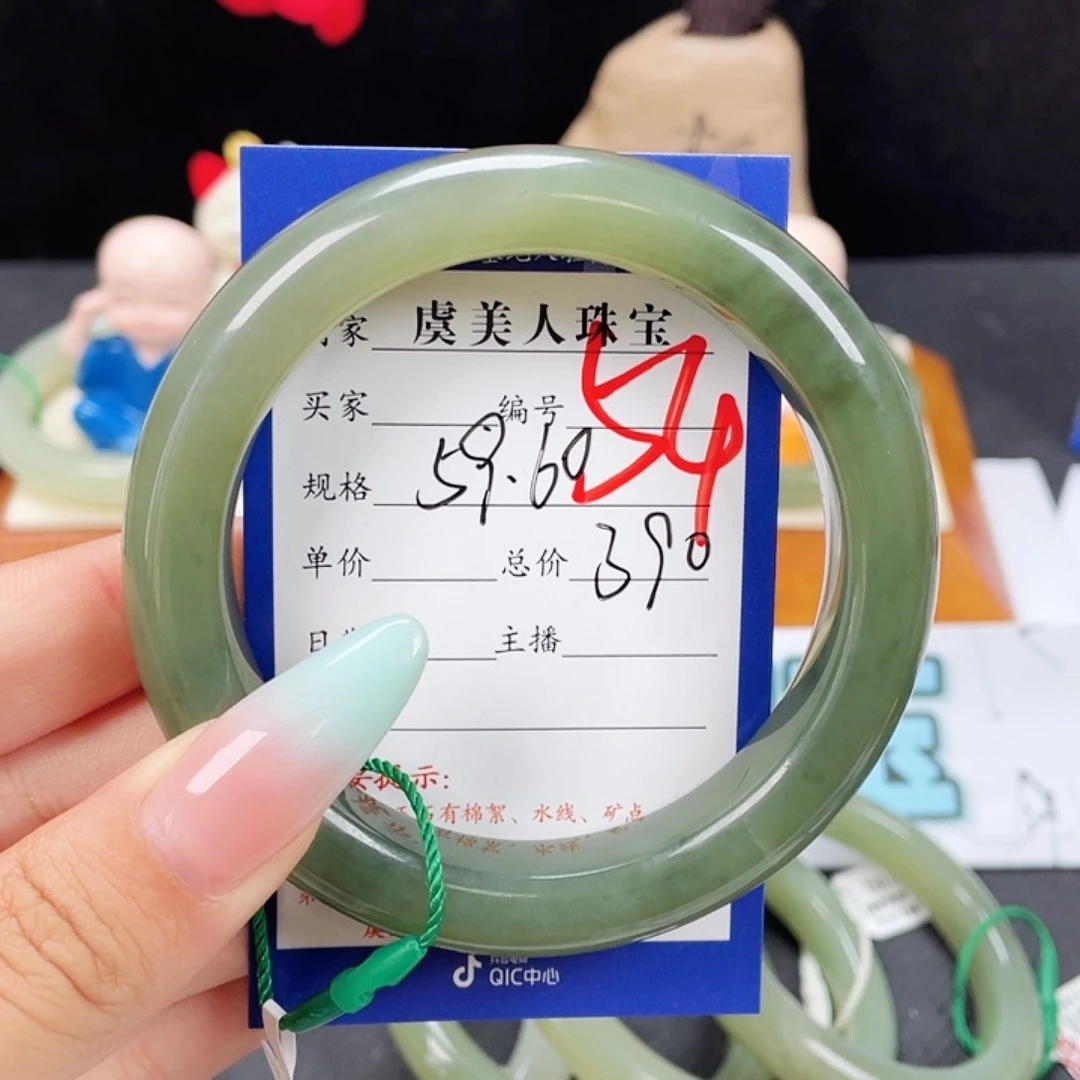 家 虞美人珠宝
买家 编号 54
规格 59.60
单价 总价 390
主播
示:
有棉絮、水线、矿点
QIC中心